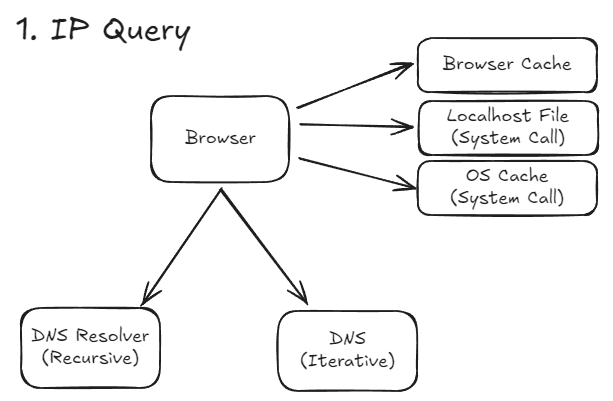 1. IP Query
Browser Cache
Localhost File
(System Call)
Browser
OS Cache
(System Call)
DNS Resolver
(Recursive)
DNS
(Iterative)